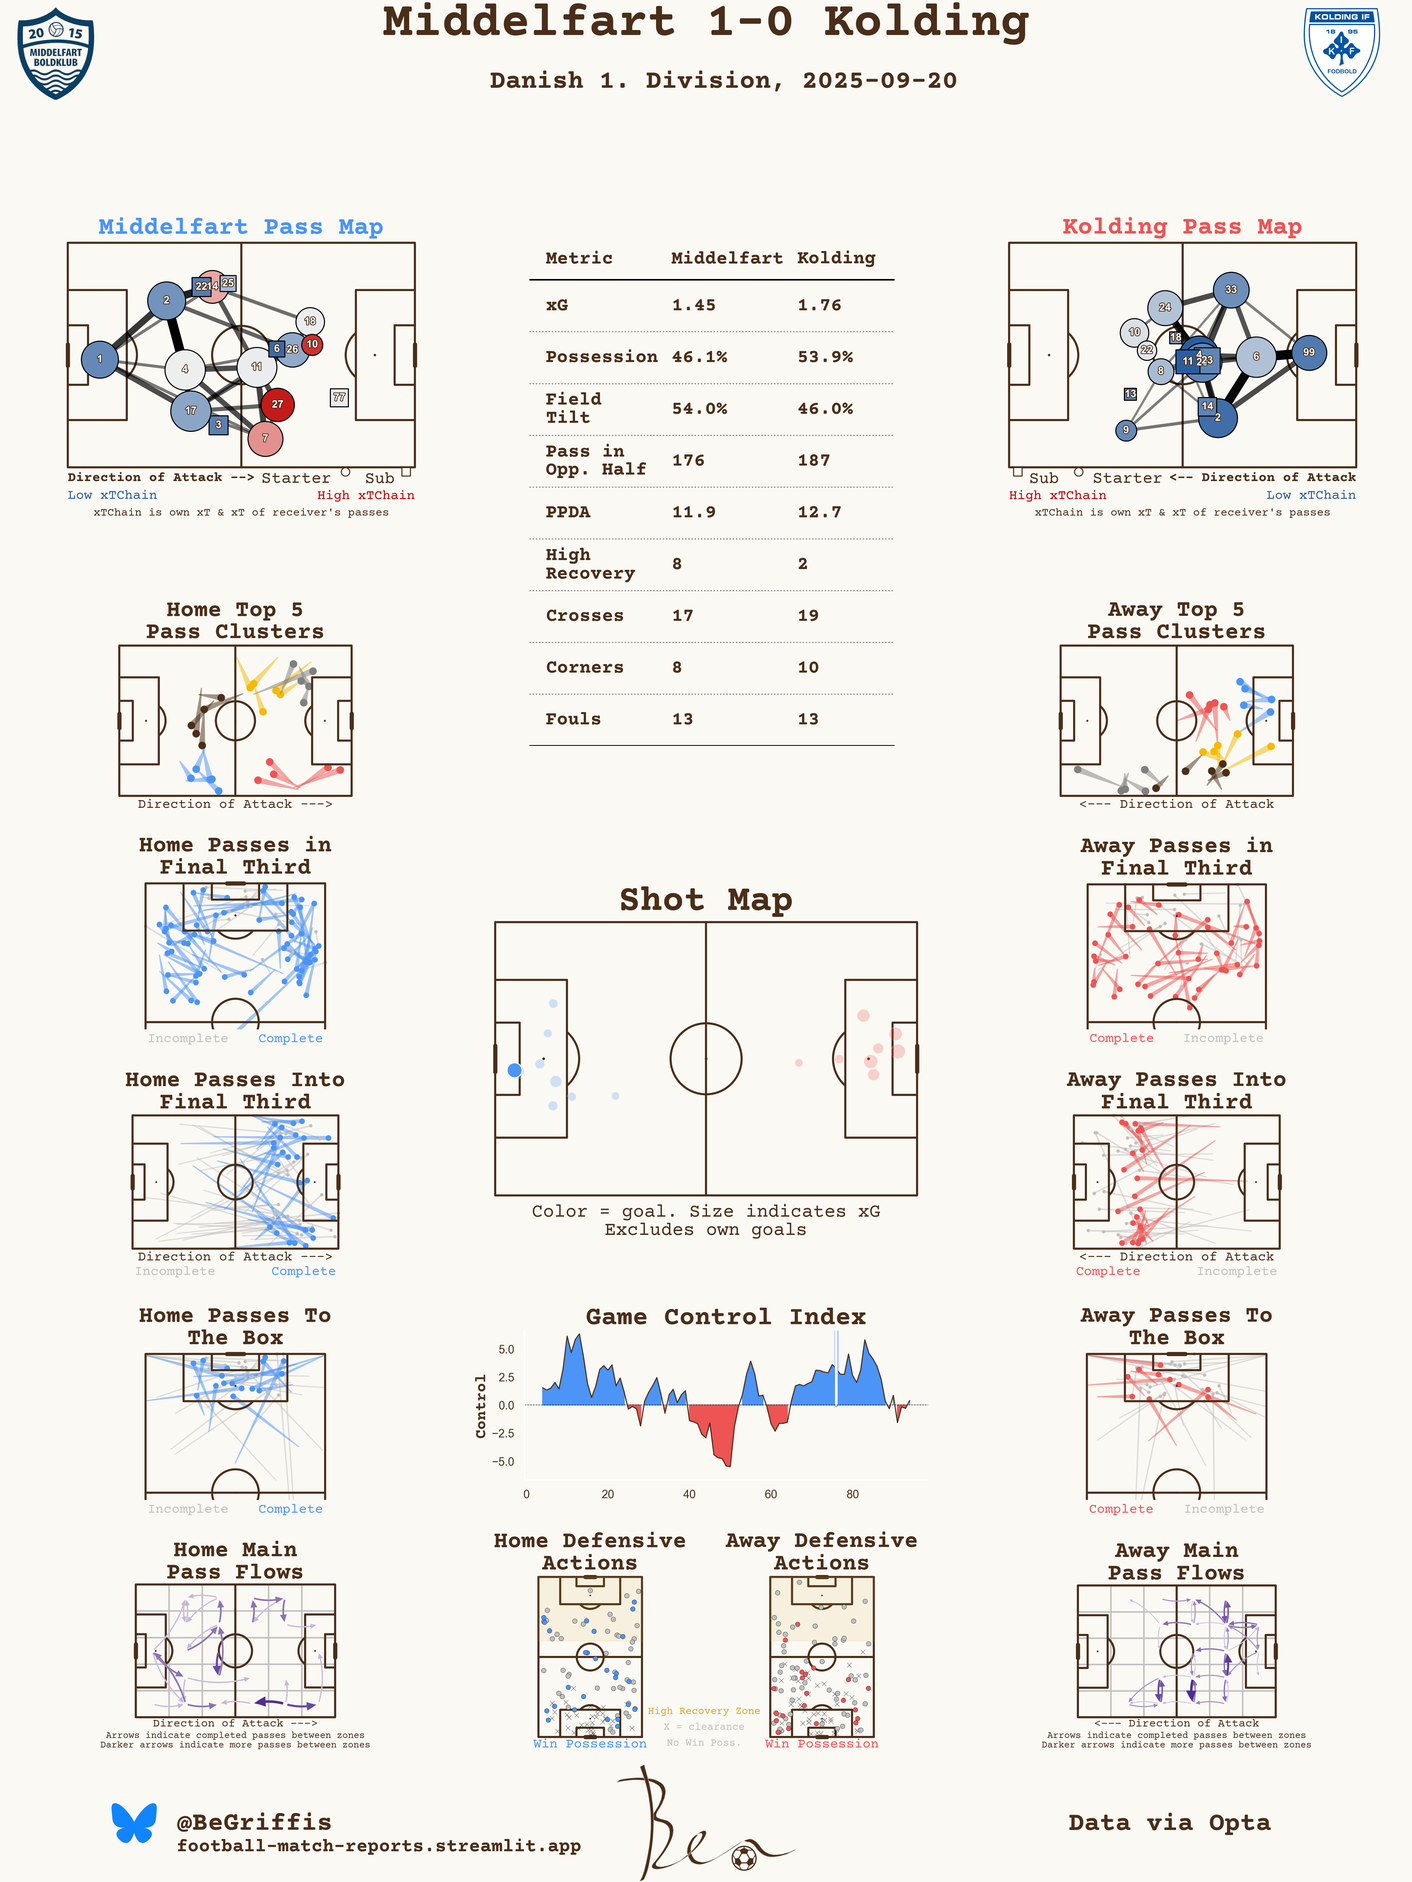 Middelfart 1-0 Kolding
Danish 1. Division, 2025-09-20
20 15
MIDDELFART
BOLDKLUB
KOLDING IF
18 95
K I F
FODBOLD
Middelfart Pass Map
1
2
22
14
25
18
10
6
26
4
11
17
3
27
7
77
Direction of Attack --> Starter Sub
Low xTChain High xTChain
xTChain is own xT & xT of receiver's passes
Metric Middelfart Kolding
xG 1.45 1.76
Possession 46.1% 53.9%
Field
Tilt 54.0% 46.0%
Pass in
Opp. Half 176 187
PPDA 11.9 12.7
High
Recovery 8 2
Crosses 17 19
Corners 8 10
Fouls 13 13
Kolding Pass Map
33
24
10
18
22
8
11
4
23
6
99
13
14
2
9
Sub Starter <-- Direction of Attack
High xTChain Low xTChain
xTChain is own xT & xT of receiver's passes
Home Top 5
Pass Clusters
Direction of Attack --->
Away Top 5
Pass Clusters
<--- Direction of Attack
Home Passes in
Final Third
Incomplete Complete
Away Passes in
Final Third
Complete Incomplete
Shot Map
Color = goal. Size indicates xG
Excludes own goals
Home Passes Into
Final Third
Direction of Attack --->
Incomplete Complete
Away Passes Into
Final Third
<--- Direction of Attack
Complete Incomplete
Home Passes To
The Box
Incomplete Complete
Game Control Index
Control
5.0
2.5
0.0
−2.5
−5.0
0 20 40 60 80
Away Passes To
The Box
Complete Incomplete
Home Main
Pass Flows
Direction of Attack --->
Arrows indicate completed passes between zones
Darker arrows indicate more passes between zones
Home Defensive
Actions
Win Possession
High Recovery Zone
X = clearance
No Win Poss.
Away Defensive
Actions
Win Possession
Away Main
Pass Flows
<--- Direction of Attack
Arrows indicate completed passes between zones
Darker arrows indicate more passes between zones
@BeGriffis
football-match-reports.streamlit.app
Ben
Data via Opta